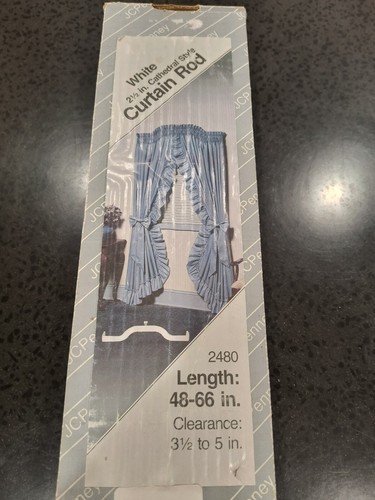 JCPenney
White
2½ in. Cathedral Style
Curtain Rod
2480
Length:
48-66 in.
Clearance:
3½ to 5 in.